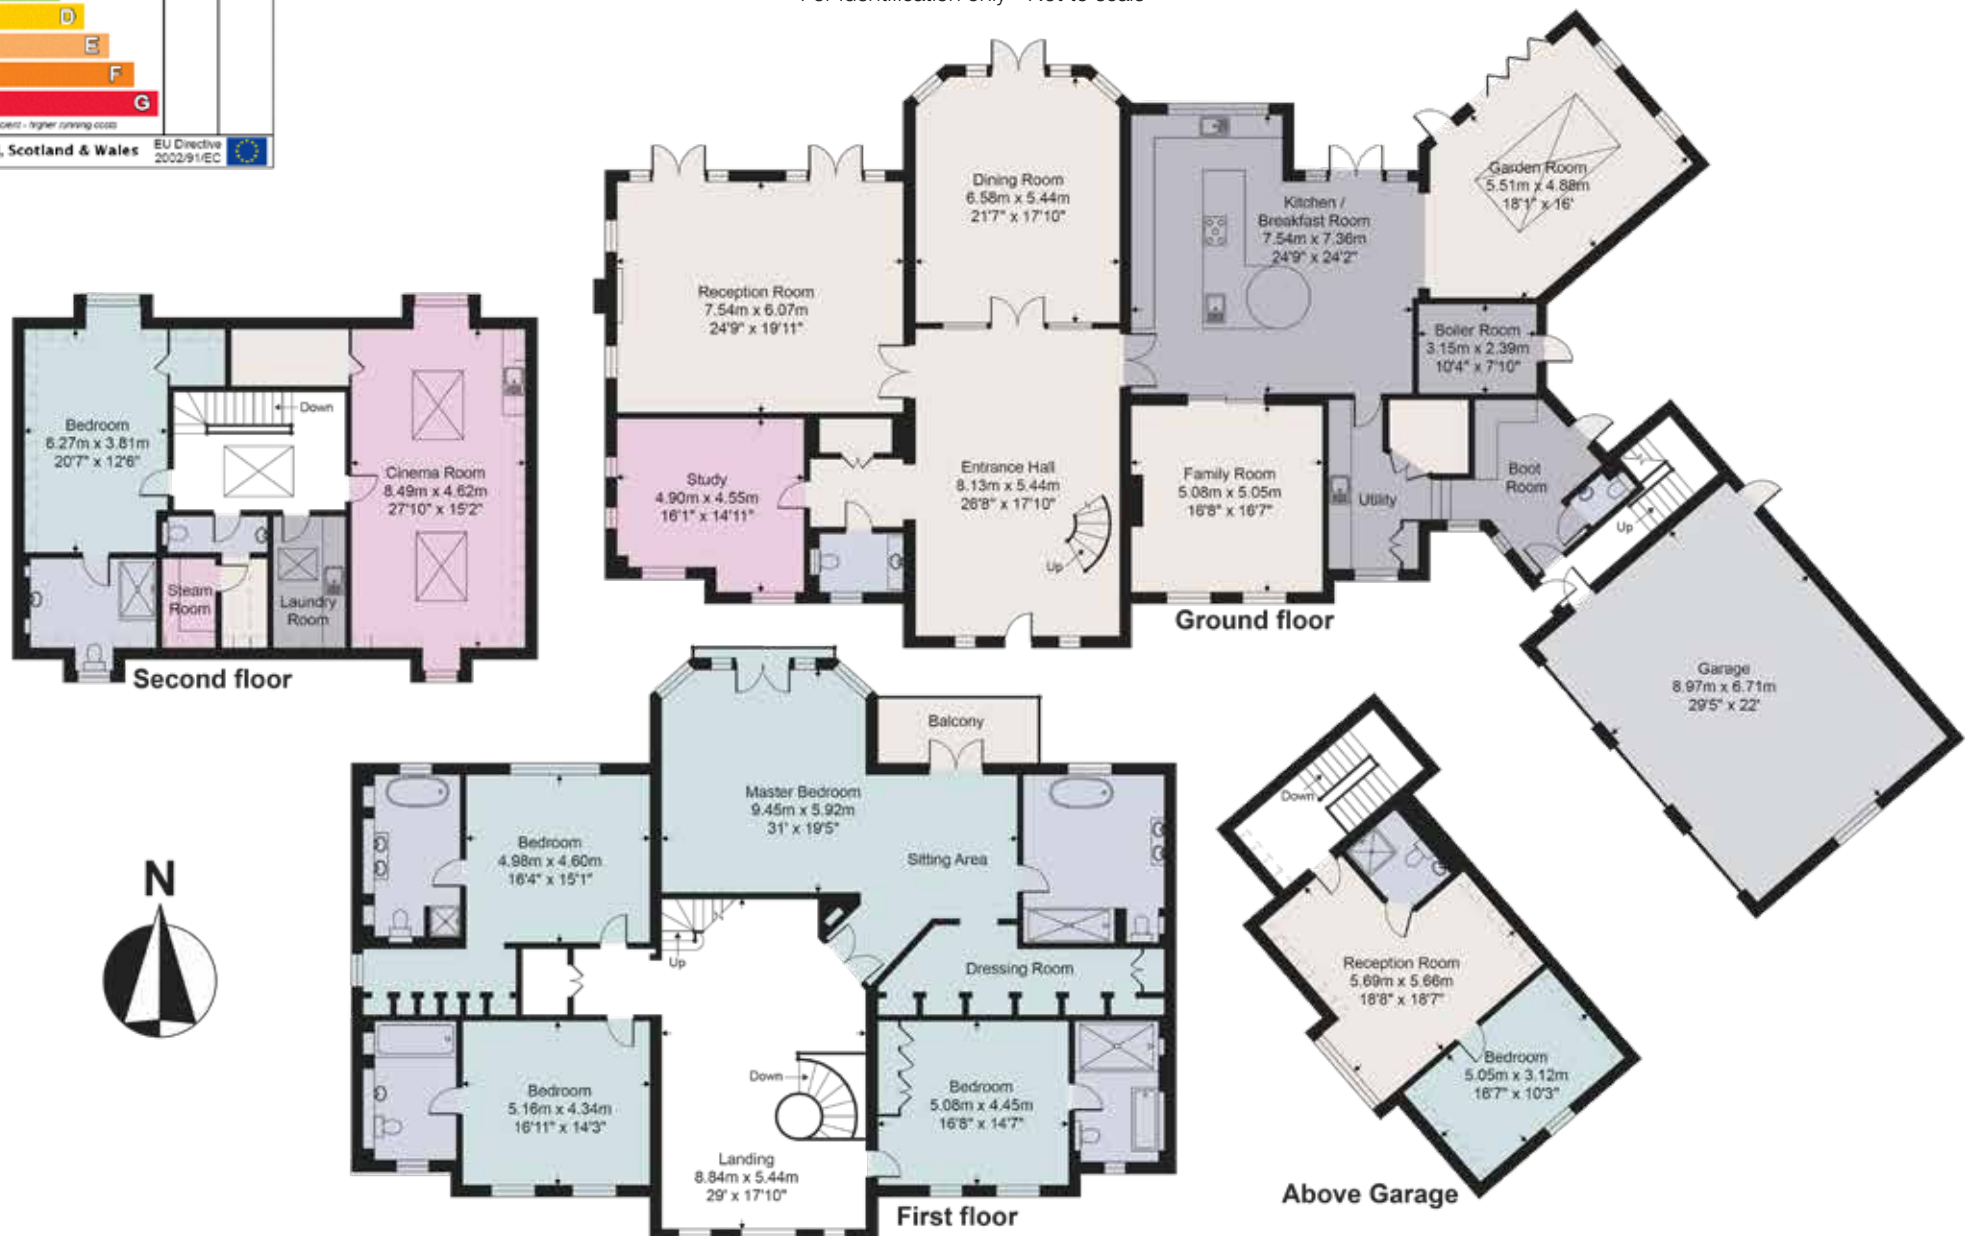 For identification only - Not to scale
D
E
F
G
- higher running costs
, Scotland & Wales
EU Directive
2002/91/EC
Dining Room
6.58m x 5.44m
21'7" x 17'10"
Kitchen /
Breakfast Room
7.54m x 7.36m
24'9" x 24'2"
Garden Room
5.51m x 4.88m
18'1" x 16'
Reception Room
7.54m x 6.07m
24'9" x 19'11"
Boiler Room
3.15m x 2.39m
10'4" x 7'10"
Study
4.90m x 4.55m
16'1" x 14'11"
Entrance Hall
8.13m x 5.44m
26'8" x 17'10"
Up
Family Room
5.08m x 5.05m
16'8" x 16'7"
Utility
Boot
Room
Up
Ground floor
Garage
8.97m x 6.71m
29'5" x 22'
Bedroom
6.27m x 3.81m
20'7" x 12'6"
Down
Cinema Room
8.49m x 4.62m
27'10" x 15'2"
Steam
Room
Laundry
Room
Second floor
Balcony
Master Bedroom
9.45m x 5.92m
31' x 19'5"
Sitting Area
Bedroom
4.98m x 4.60m
16'4" x 15'1"
Up
Dressing Room
Bedroom
5.16m x 4.34m
16'11" x 14'3"
Down
Bedroom
5.08m x 4.45m
16'8" x 14'7"
Landing
8.84m x 5.44m
29' x 17'10"
First floor
N
Down
Reception Room
5.69m x 5.66m
18'8" x 18'7"
Bedroom
5.05m x 3.12m
16'7" x 10'3"
Above Garage